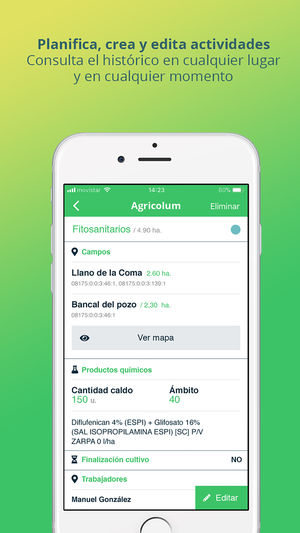 Planifica, crea y edita actividades
Consulta el histórico en cualquier lugar
y en cualquier momento
movistar 14:23 80%
Agricolum Eliminar
Fitosanitarios / 4.90 ha.
Campos
Llano de la Coma 2,60 ha.
08175:0:0:3:46:1, 08175:0:0:3:139:1
Bancal del pozo / 2,30 ha.
08175:0:0:3:46:1
Ver mapa
Productos químicos
Cantidad caldo Ámbito
150 u. 40
Diflufenican 4% (ESPI) + Glifosato 16%
(SAL ISOPROPILAMINA ESPI) [SC] P/V
ZARPA 0 l/ha
Finalización cultivo NO
Trabajadores
Manuel González
Editar